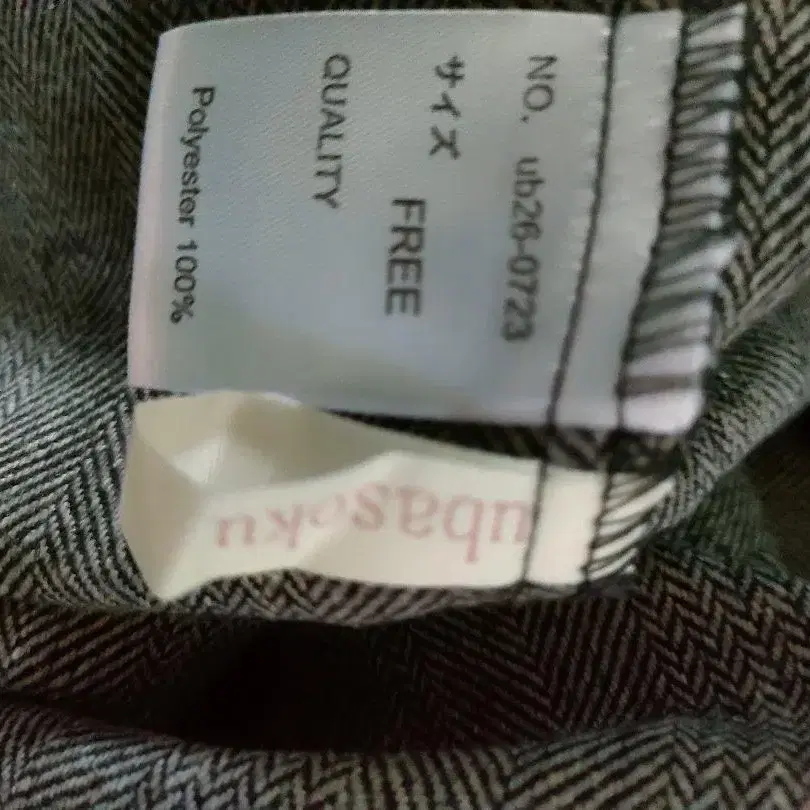 NO. ub26-0723
サイズ FREE
QUALITY
Polyester 100%
ubasoku